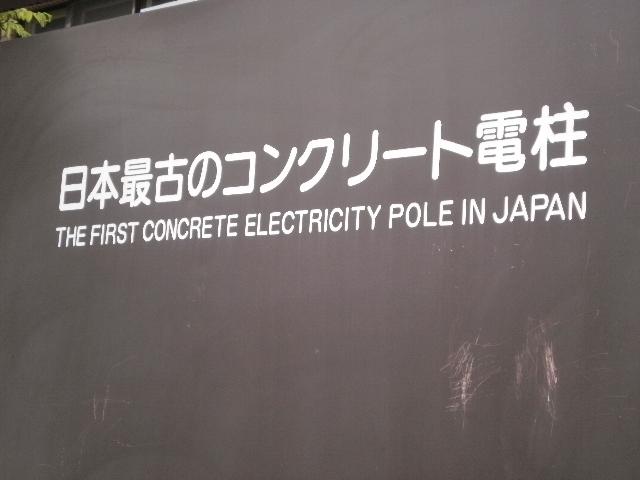 日本最古のコンクリート電柱
THE FIRST CONCRETE ELECTRICITY POLE IN JAPAN